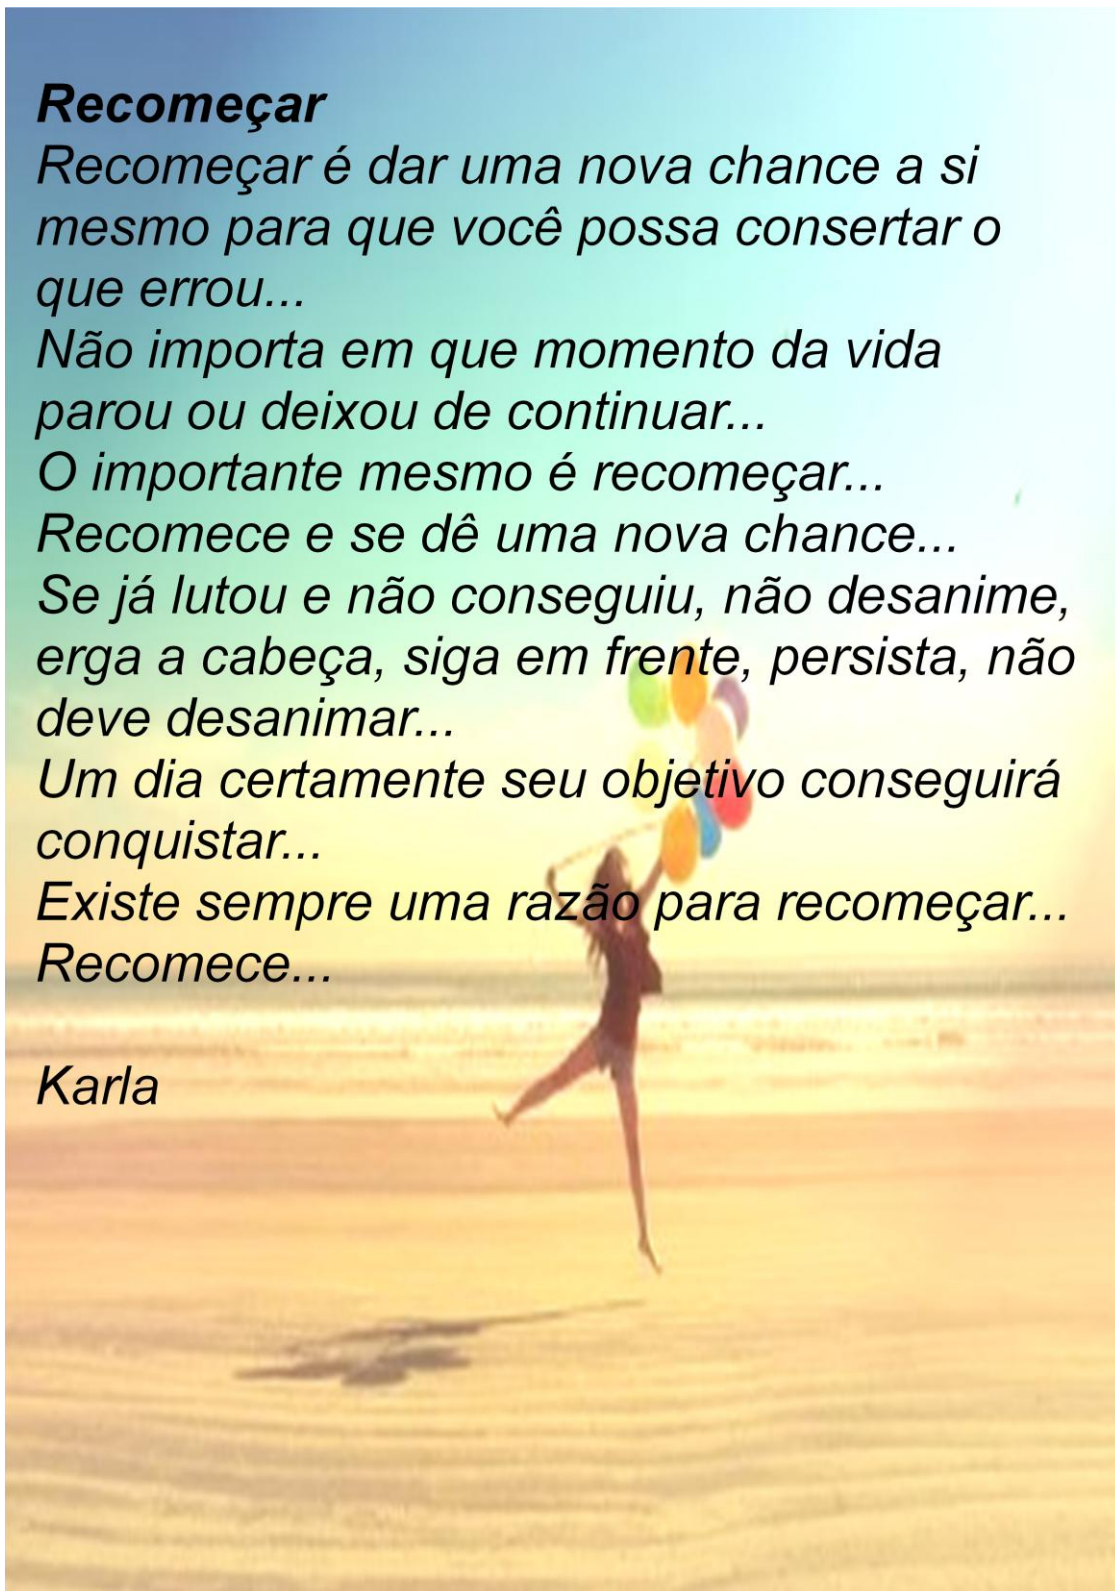 Recomeçar
Recomeçar é dar uma nova chance a si
mesmo para que você possa consertar o
que errou...
Não importa em que momento da vida
parou ou deixou de continuar...
O importante mesmo é recomeçar...
Recomece e se dê uma nova chance...
Se já lutou e não conseguiu, não desanime,
erga a cabeça, siga em frente, persista, não
deve desanimar...
Um dia certamente seu objetivo conseguirá
conquistar...
Existe sempre uma razão para recomeçar...
Recomece...
Karla